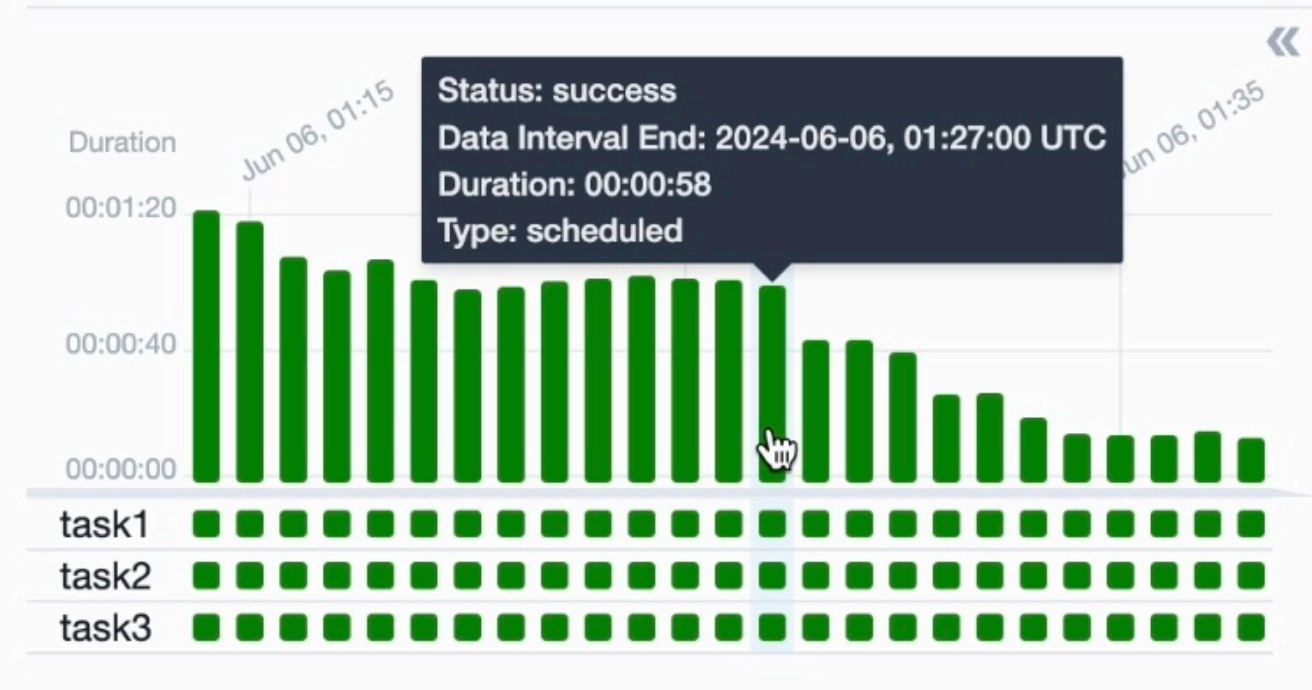 Status: success
Data Interval End: 2024-06-06, 01:27:00 UTC
Duration: 00:00:58
Type: scheduled
Jun 06, 01:15
un 06, 01:35
Duration
00:01:20
00:00:40
00:00:00
task1
task2
task3